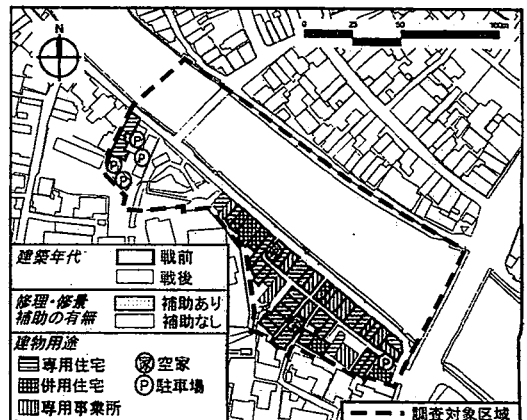 N
0 25 50 100m
P
P
P
P
P
建築年代 戦前
戦後
修理・修景 補助あり
補助の有無 補助なし
建物用途
専用住宅 空家
併用住宅 P 駐車場
専用事業所
調査対象区域